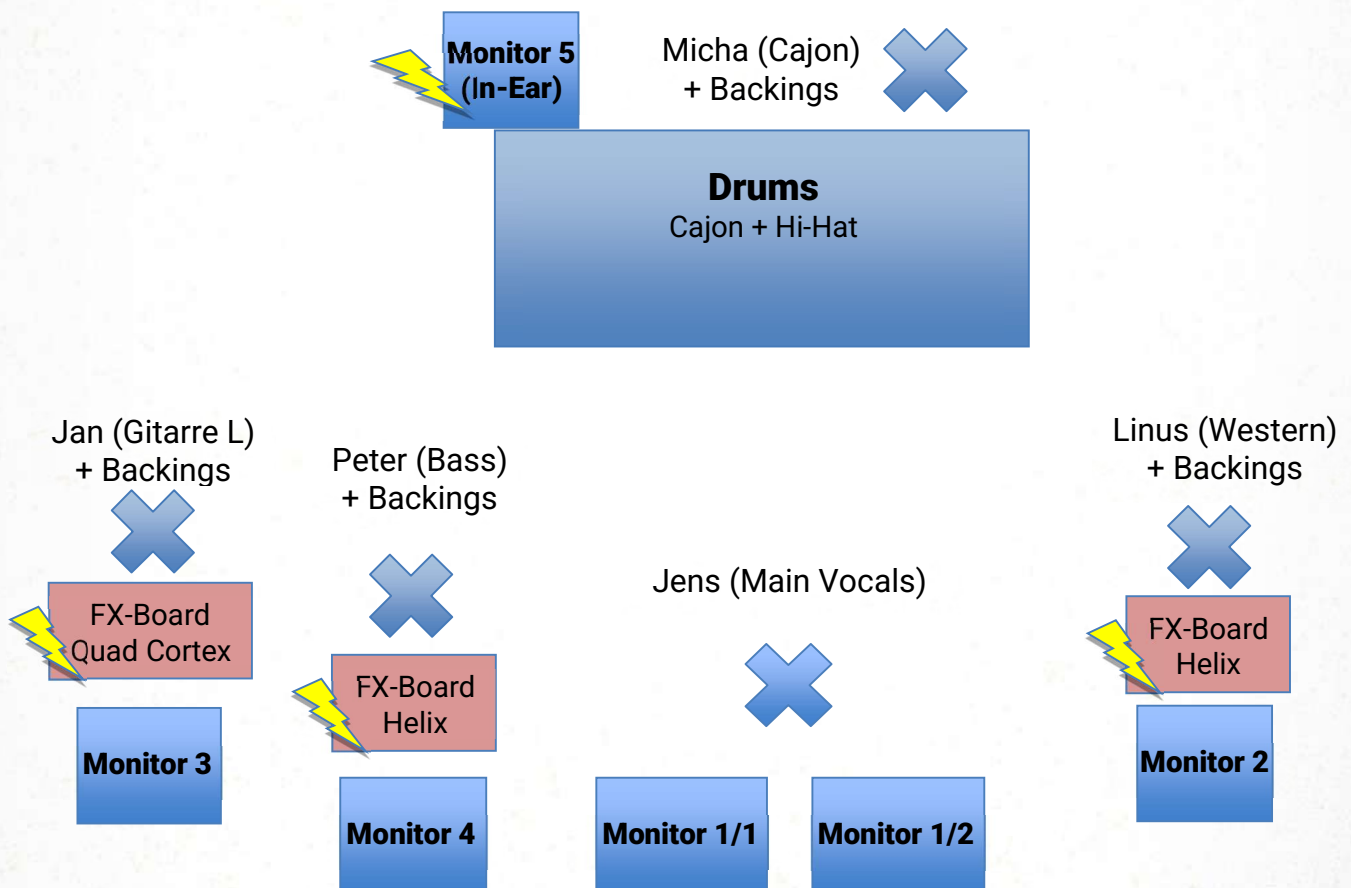 Monitor 5
(In-Ear)
Micha (Cajon)
+ Backings
Drums
Cajon + Hi-Hat
Jan (Gitarre L)
+ Backings
Peter (Bass)
+ Backings
Linus (Western)
+ Backings
Jens (Main Vocals)
FX-Board
Quad Cortex
FX-Board
Helix
FX-Board
Helix
Monitor 3
Monitor 4
Monitor 1/1
Monitor 1/2
Monitor 2